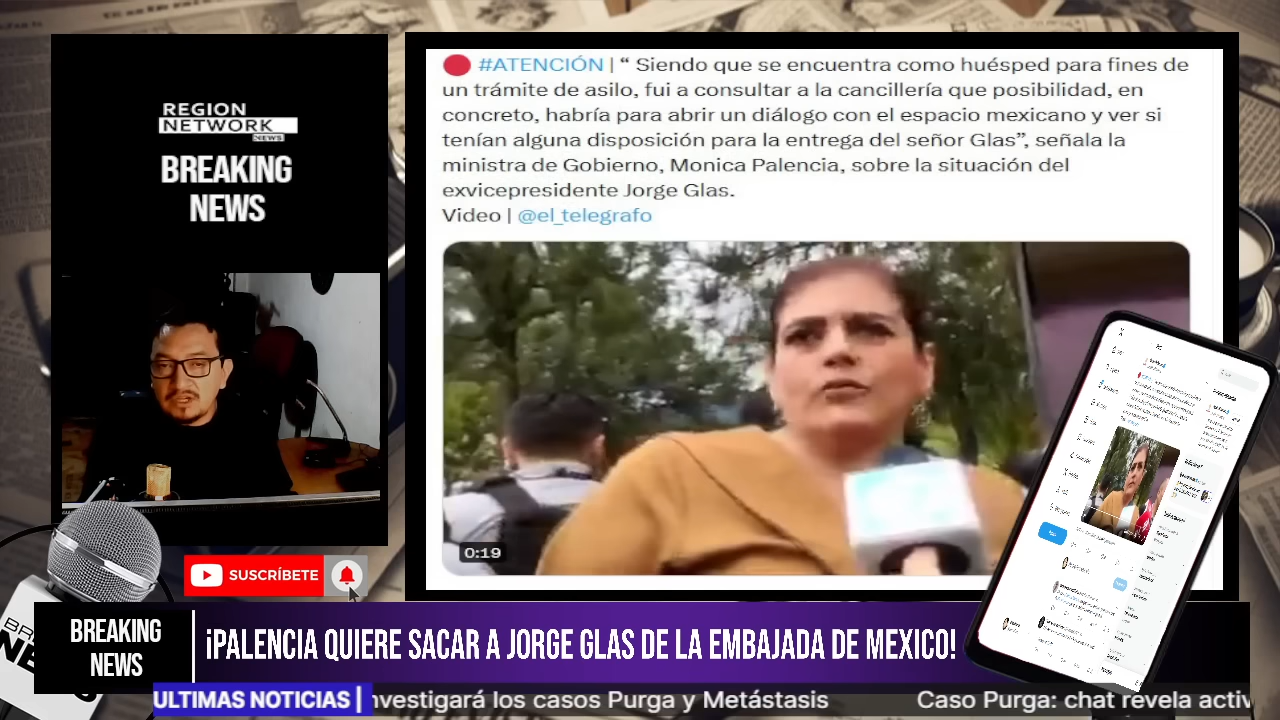 REGION
NETWORK
NEWS
BREAKING
NEWS
#ATENCIÓN | “ Siendo que se encuentra como huésped para fines de
un trámite de asilo, fui a consultar a la cancillería que posibilidad, en
concreto, habría para abrir un diálogo con el espacio mexicano y ver si
tenían alguna disposición para la entrega del señor Glas”, señala la
ministra de Gobierno, Monica Palencia, sobre la situación del
exvicepresidente Jorge Glas.
Video | @el_telegrafo
0:19
SUSCRÍBETE
BREAKING
NEWS
¡PALENCIA QUIERE SACAR A JORGE GLAS DE LA EMBAJADA DE MEXICO!
ULTIMAS NOTICIAS | nvestigará los casos Purga y Metástasis Caso Purga: chat revela activ